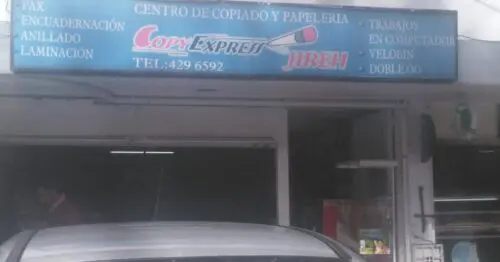 CENTRO DE COPIADO Y PAPELERIA
COPY EXPRESS
JIREH
TEL:429 6592
FAX
ENCUADERNACIÓN
ANILLADO
LAMINACIÓN
· TRABAJOS
EN COMPUTADOR
· VELOBIN
· DOBLE OO